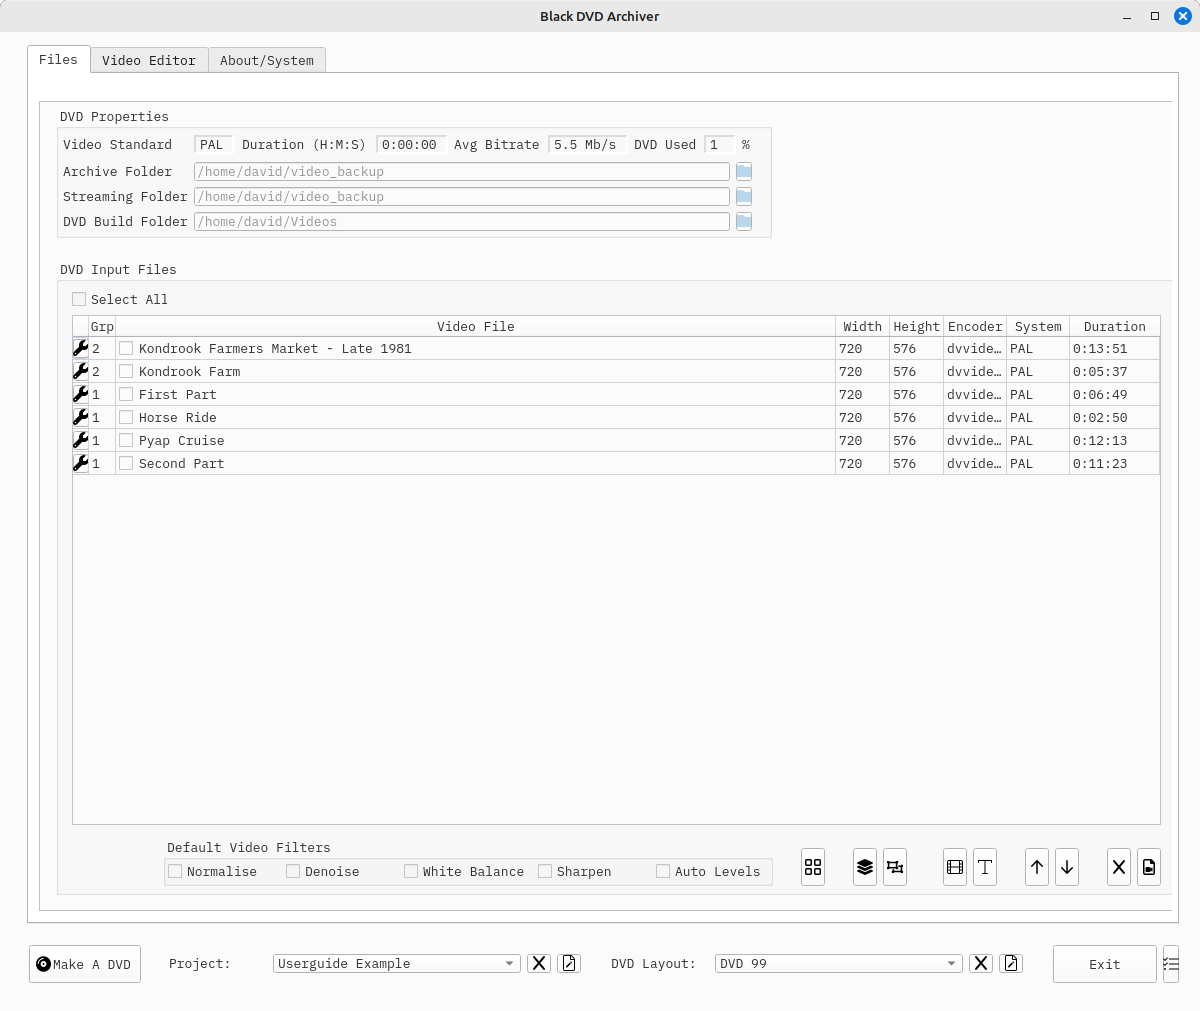 Black DVD Archiver
Files Video Editor About/System
DVD Properties
Video Standard PAL Duration (H:M:S) 0:00:00 Avg Bitrate 5.5 Mb/s DVD Used 1 %
Archive Folder /home/david/video_backup
Streaming Folder /home/david/video_backup
DVD Build Folder /home/david/Videos
DVD Input Files
Select All
Grp Video File Width Height Encoder System Duration
2 Kondrook Farmers Market - Late 1981 720 576 dvvide… PAL 0:13:51
2 Kondrook Farm 720 576 dvvide… PAL 0:05:37
1 First Part 720 576 dvvide… PAL 0:06:49
1 Horse Ride 720 576 dvvide… PAL 0:02:50
1 Pyap Cruise 720 576 dvvide… PAL 0:12:13
1 Second Part 720 576 dvvide… PAL 0:11:23
Default Video Filters
Normalise Denoise White Balance Sharpen Auto Levels
Make A DVD Project: Userguide Example DVD Layout: DVD 99 Exit